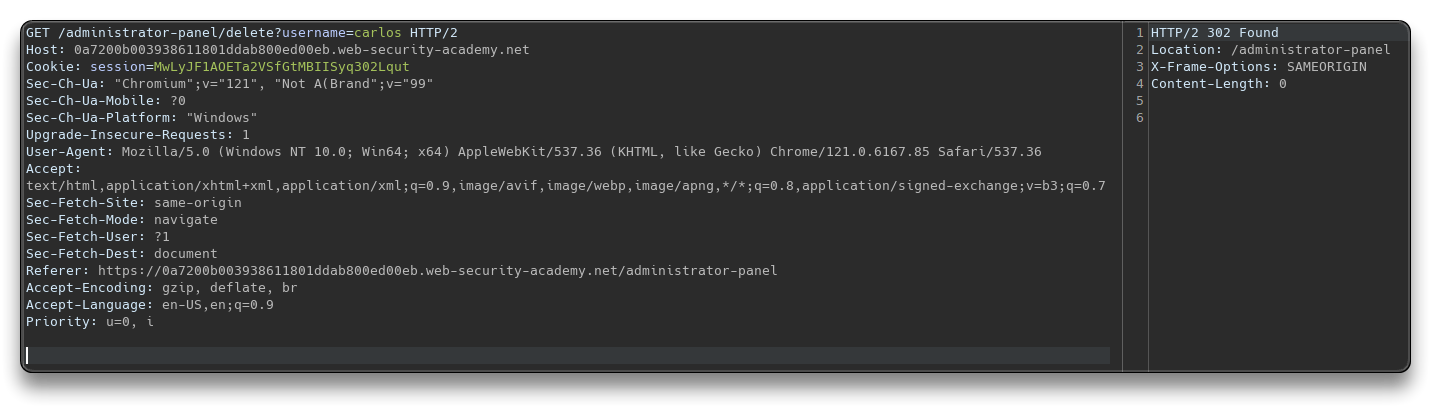 GET /administrator-panel/delete?username=carlos HTTP/2
Host: 0a7200b003938611801ddab800ed00eb.web-security-academy.net
Cookie: session=MwLyJF1AOETa2VSfGtMBIISyq302Lqut
Sec-Ch-Ua: "Chromium";v="121", "Not A(Brand";v="99"
Sec-Ch-Ua-Mobile: ?0
Sec-Ch-Ua-Platform: "Windows"
Upgrade-Insecure-Requests: 1
User-Agent: Mozilla/5.0 (Windows NT 10.0; Win64; x64) AppleWebKit/537.36 (KHTML, like Gecko) Chrome/121.0.6167.85 Safari/537.36
Accept:
text/html,application/xhtml+xml,application/xml;q=0.9,image/avif,image/webp,image/apng,*/*;q=0.8,application/signed-exchange;v=b3;q=0.7
Sec-Fetch-Site: same-origin
Sec-Fetch-Mode: navigate
Sec-Fetch-User: ?1
Sec-Fetch-Dest: document
Referer: https://0a7200b003938611801ddab800ed00eb.web-security-academy.net/administrator-panel
Accept-Encoding: gzip, deflate, br
Accept-Language: en-US,en;q=0.9
Priority: u=0, i
1 HTTP/2 302 Found
2 Location: /administrator-panel
3 X-Frame-Options: SAMEORIGIN
4 Content-Length: 0
5
6